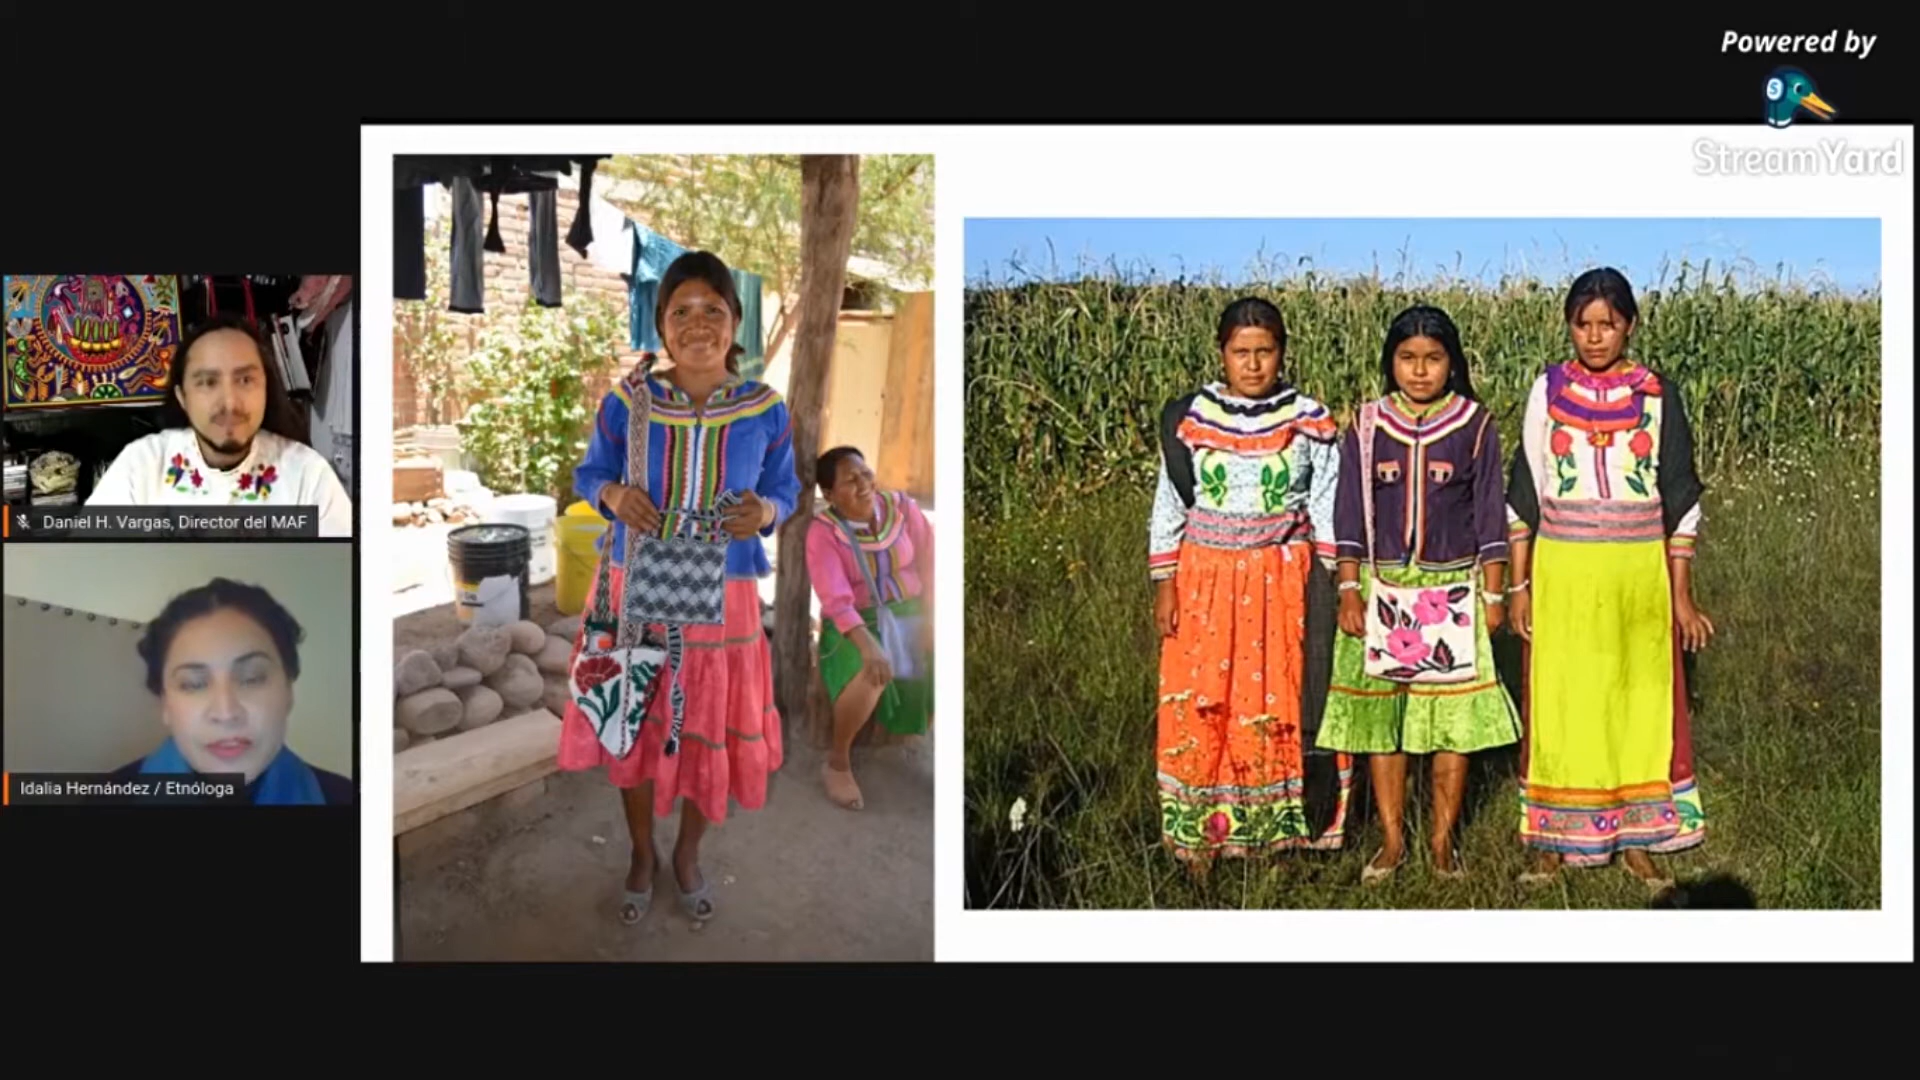 Powered by
S
StreamYard
Daniel H. Vargas, Director del MAF
Idalia Hernández / Etnóloga